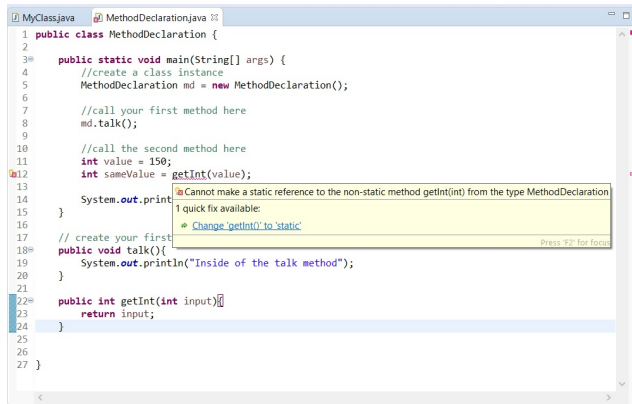 MyClass.java MethodDeclaration.java
1 public class MethodDeclaration {
2
3 public static void main(String[] args) {
4 //create a class instance
5 MethodDeclaration md = new MethodDeclaration();
6
7 //call your first method here
8 md.talk();
9
10 //call the second method here
11 int value = 150;
12 int sameValue = getInt(value);
13
Cannot make a static reference to the non-static method getInt(int) from the type MethodDeclaration
14 System.out.print
1 quick fix available:
15 }
16
Change 'getInt()' to 'static'
17 // create your first
Press 'F2' for focus
18 public void talk(){
19 System.out.println("Inside of the talk method");
20 }
21
22 public int getInt(int input){
23 return input;
24 }
25
26
27 }